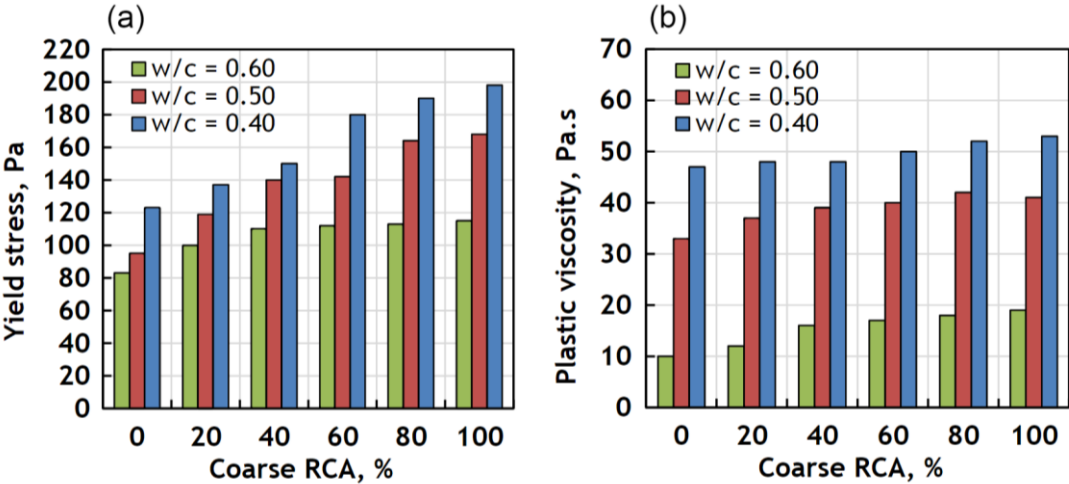 (a)
Yield stress, Pa
220
200
180
160
140
120
100
80
60
40
20
0
w/c = 0.60
w/c = 0.50
w/c = 0.40
0 20 40 60 80 100
Coarse RCA, %
(b)
Plastic viscosity, Pa.s
70
60
50
40
30
20
10
0
w/c = 0.60
w/c = 0.50
w/c = 0.40
0 20 40 60 80 100
Coarse RCA, %